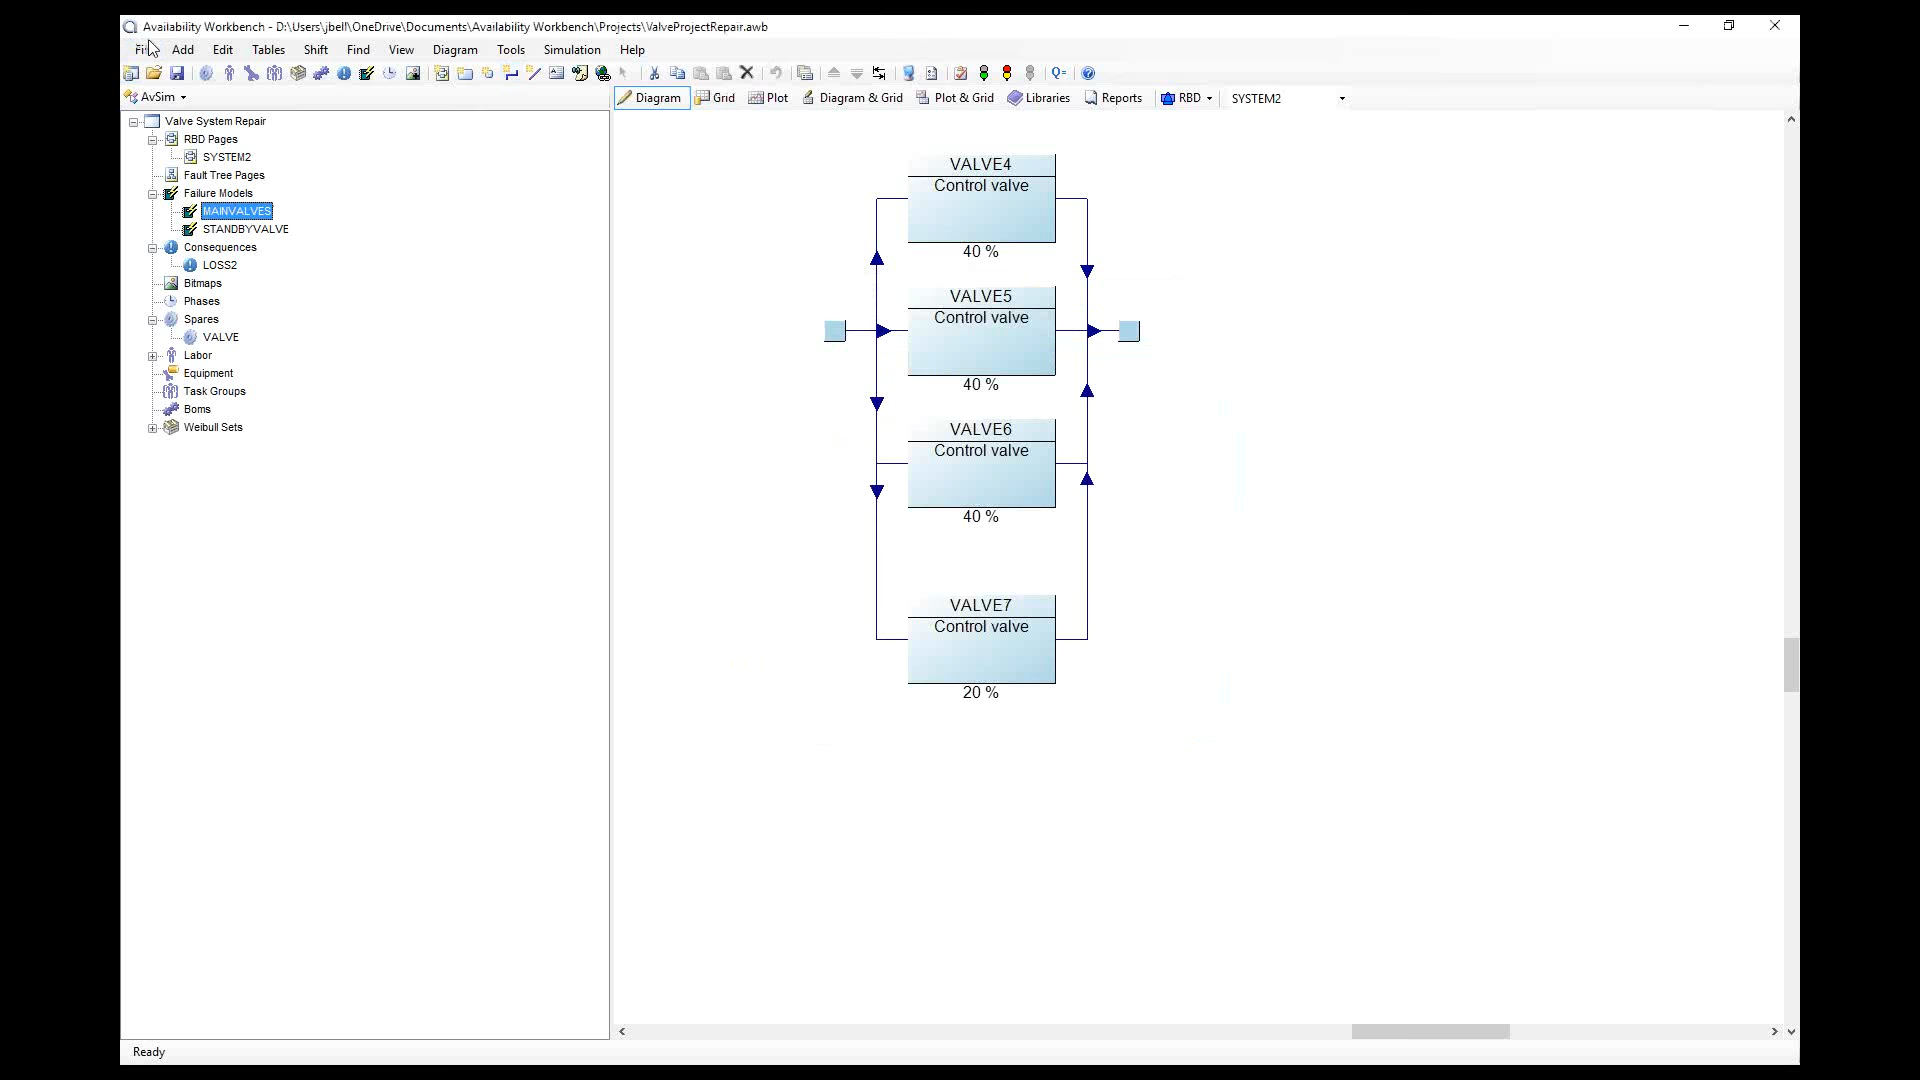 Availability Workbench - D:\Users\jbell\OneDrive\Documents\Availability Workbench\Projects\ValveProjectRepair.awb
File Add Edit Tables Shift Find View Diagram Tools Simulation Help
AvSim
Diagram Grid Plot Diagram & Grid Plot & Grid Libraries Reports RBD SYSTEM2
Valve System Repair
RBD Pages
SYSTEM2
Fault Tree Pages
Failure Models
MAINVALVES
STANDBYVALVE
Consequences
LOSS2
Bitmaps
Phases
Spares
VALVE
Labor
Equipment
Task Groups
Boms
Weibull Sets
VALVE4
Control valve
40 %
VALVE5
Control valve
40 %
VALVE6
Control valve
40 %
VALVE7
Control valve
20 %
Ready